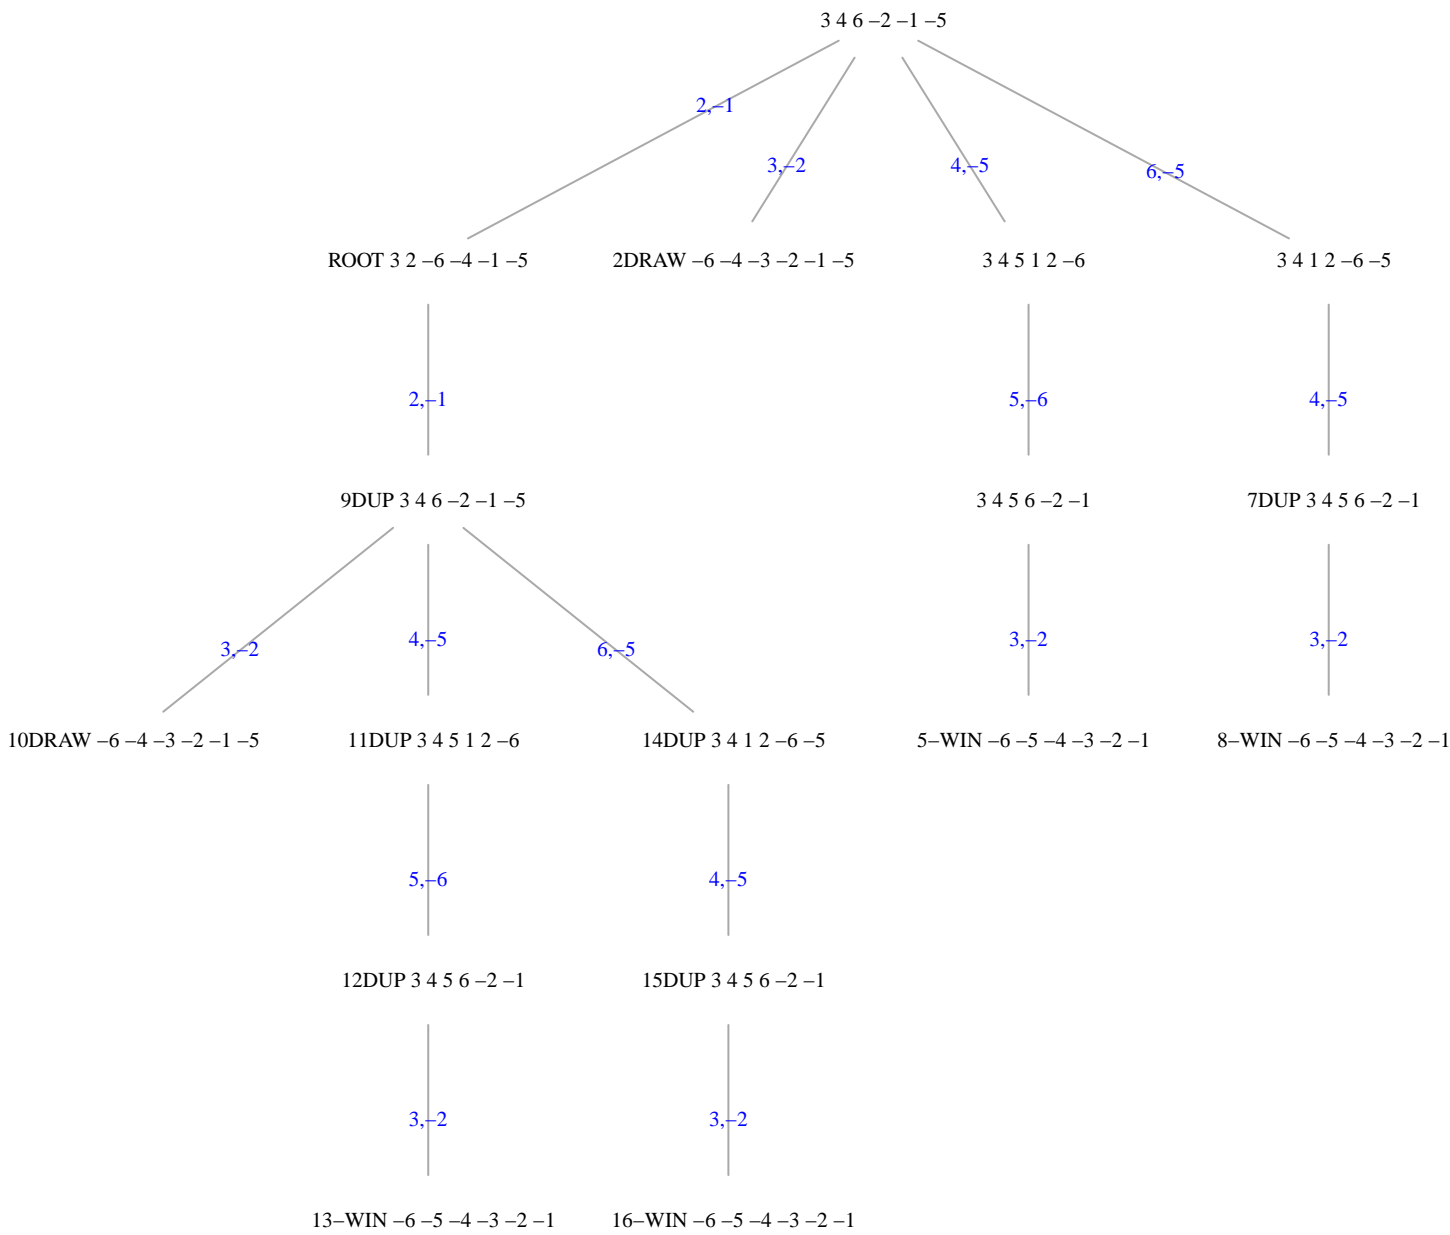 3 4 6 –2 –1 –5
2,–1
3,–2
4,–5
6,–5
ROOT 3 2 –6 –4 –1 –5
2DRAW –6 –4 –3 –2 –1 –5
3 4 5 1 2 –6
3 4 1 2 –6 –5
2,–1
5,–6
4,–5
9DUP 3 4 6 –2 –1 –5
3 4 5 6 –2 –1
7DUP 3 4 5 6 –2 –1
3,–2
4,–5
6,–5
3,–2
3,–2
10DRAW –6 –4 –3 –2 –1 –5
11DUP 3 4 5 1 2 –6
14DUP 3 4 1 2 –6 –5
5–WIN –6 –5 –4 –3 –2 –1
8–WIN –6 –5 –4 –3 –2 –1
5,–6
4,–5
12DUP 3 4 5 6 –2 –1
15DUP 3 4 5 6 –2 –1
3,–2
3,–2
13–WIN –6 –5 –4 –3 –2 –1
16–WIN –6 –5 –4 –3 –2 –1